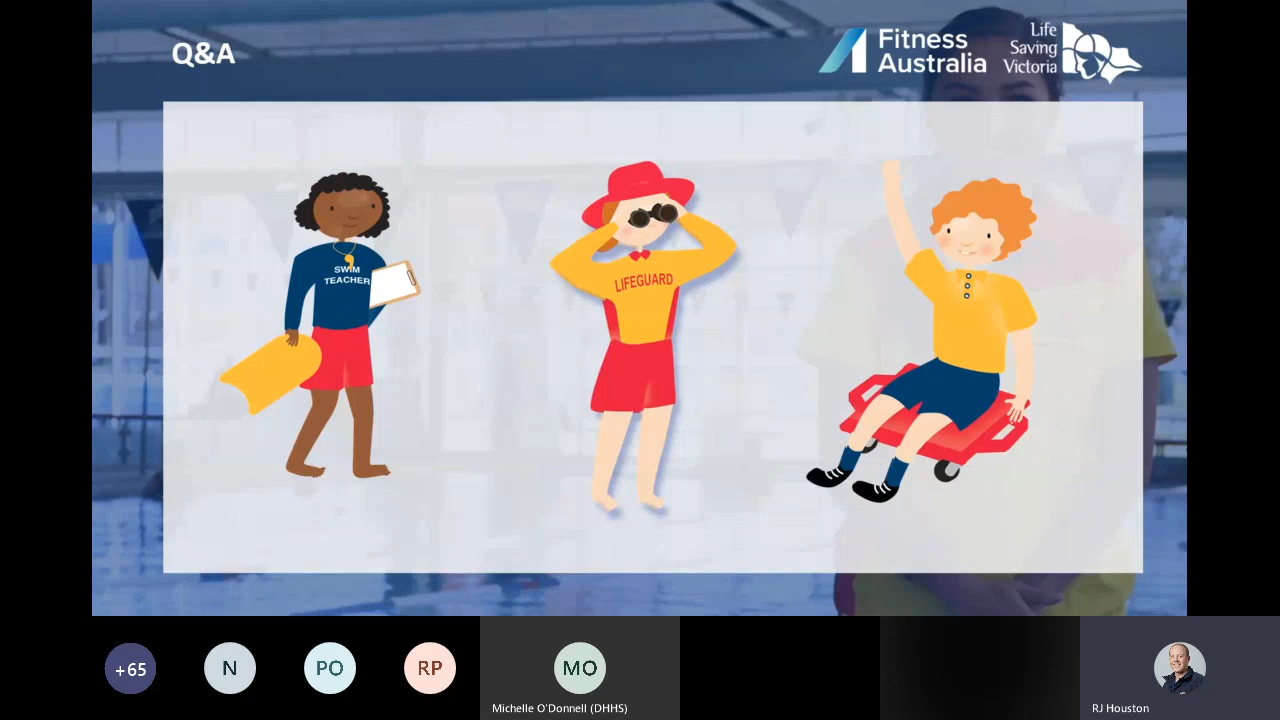 Q&A
Fitness
Australia
Life
Saving
Victoria
SWIM
TEACHER
LIFEGUARD
+65
N
PO
RP
MO
Michelle O'Donnell (DHHS)
RJ Houston